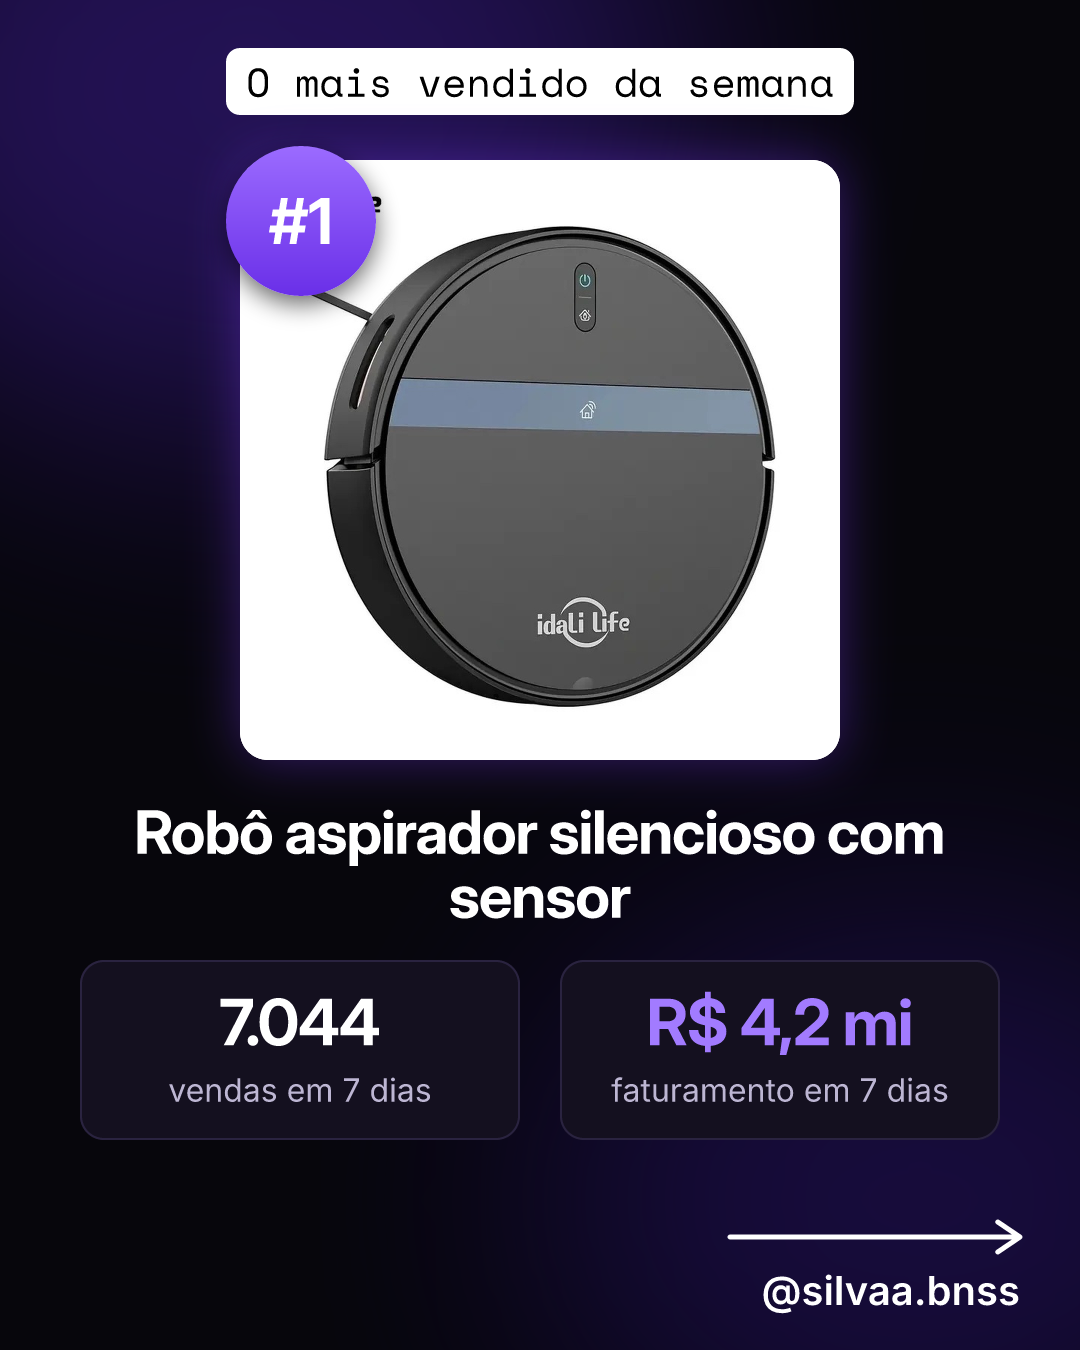 O mais vendido da semana
#1
idali life
Robô aspirador silencioso com
sensor
7.044
vendas em 7 dias
R$ 4,2 mi
faturamento em 7 dias
@silvaa.bnss